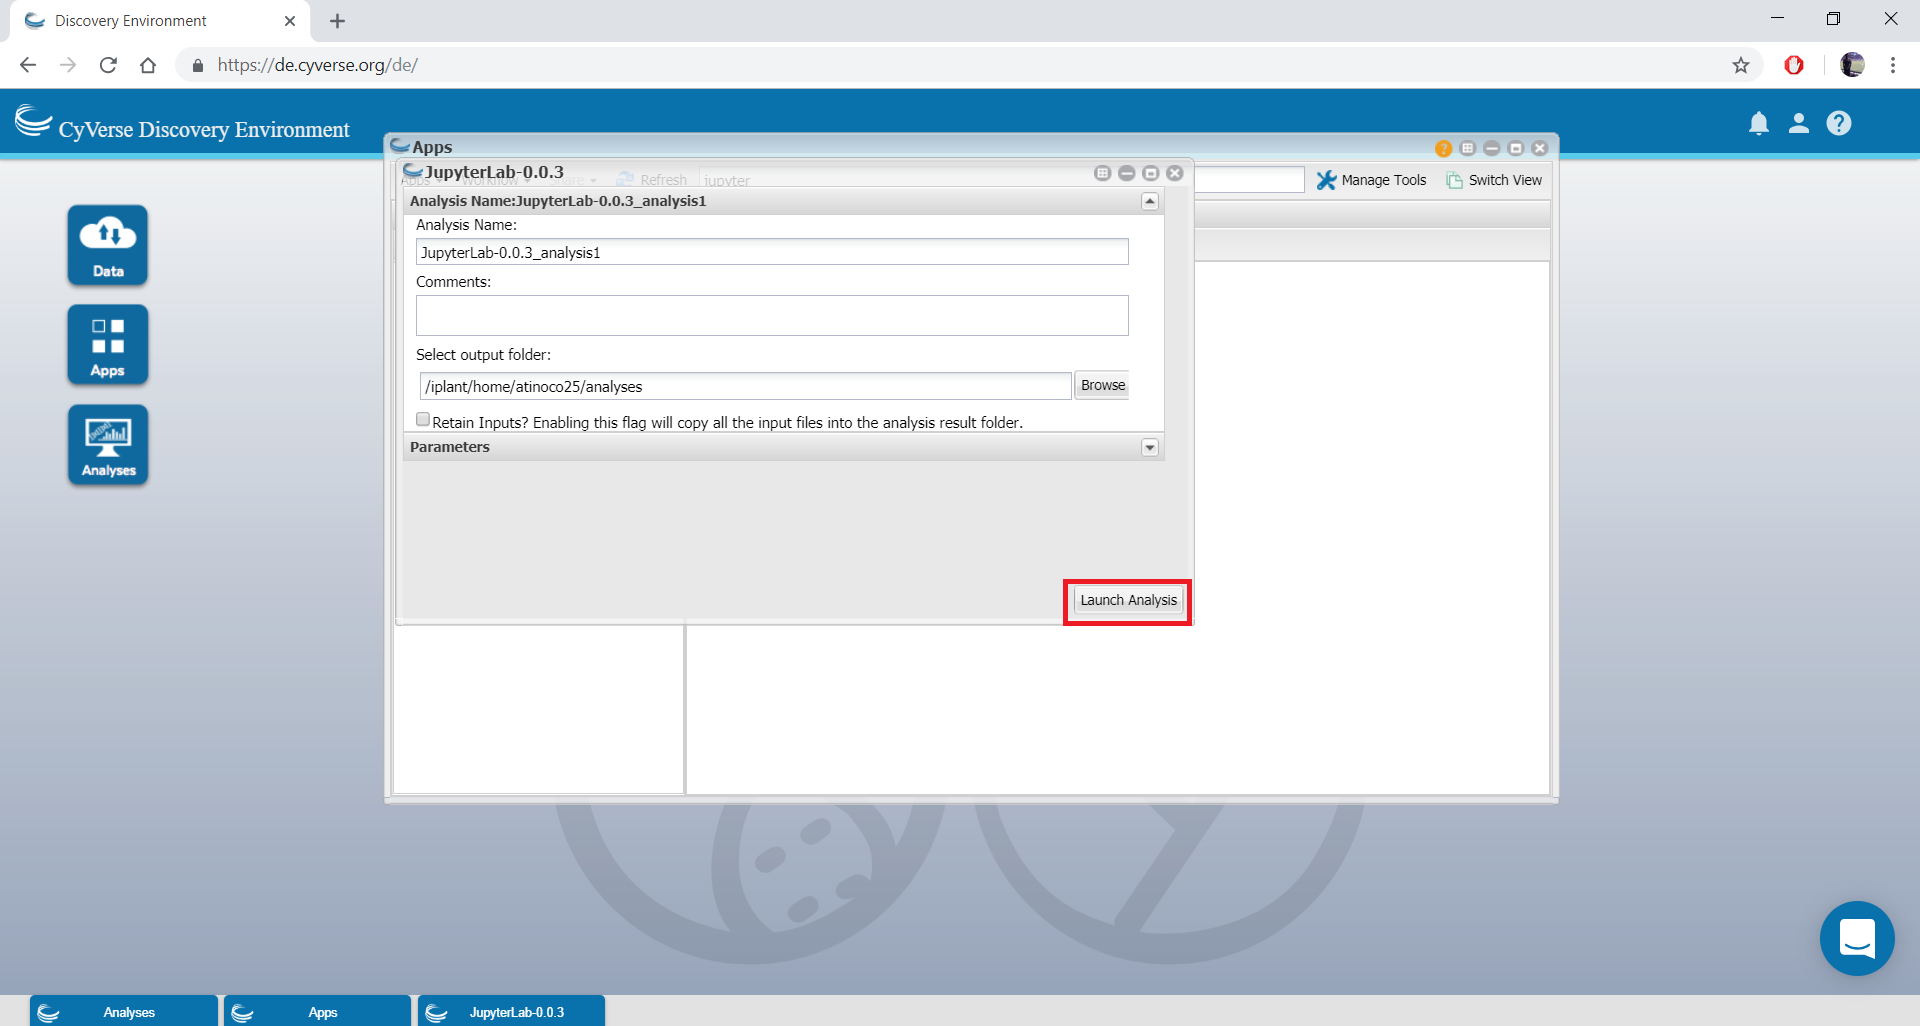 Discovery Environment
https://de.cyverse.org/de/
CyVerse Discovery Environment
Data
Apps
Analyses
Apps
Apps Workflow Share Refresh jupyter
Manage Tools Switch View
JupyterLab-0.0.3
Analysis Name:JupyterLab-0.0.3_analysis1
Analysis Name:
JupyterLab-0.0.3_analysis1
Comments:
Select output folder:
/iplant/home/atinoco25/analyses
Browse
Retain Inputs? Enabling this flag will copy all the input files into the analysis result folder.
Parameters
Launch Analysis
Analyses
Apps
JupyterLab-0.0.3